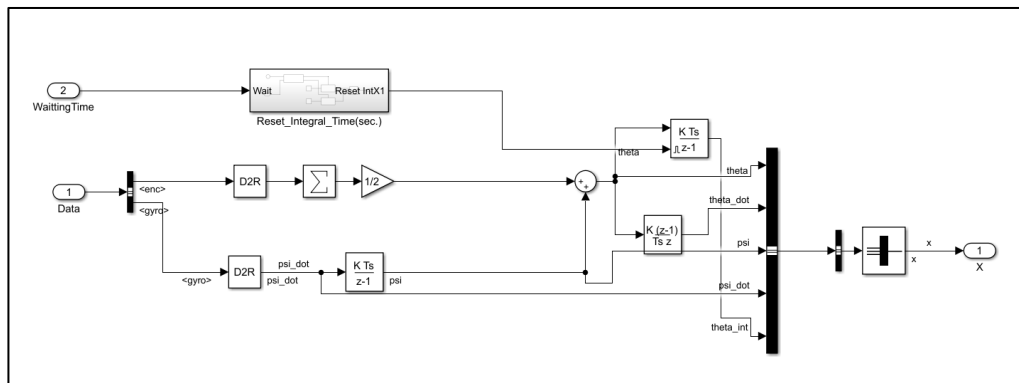 2
WaittingTime
Wait
Reset IntX1
Reset_Integral_Time(sec.)
K Ts
z-1
theta
1
Data
<enc>
<gyro>
D2R
∑
1/2
+
+
theta
theta_dot
K (z-1)
Ts z
psi
<gyro>
D2R
psi_dot
psi_dot
K Ts
z-1
psi
psi_dot
theta_int
x
x
1
X